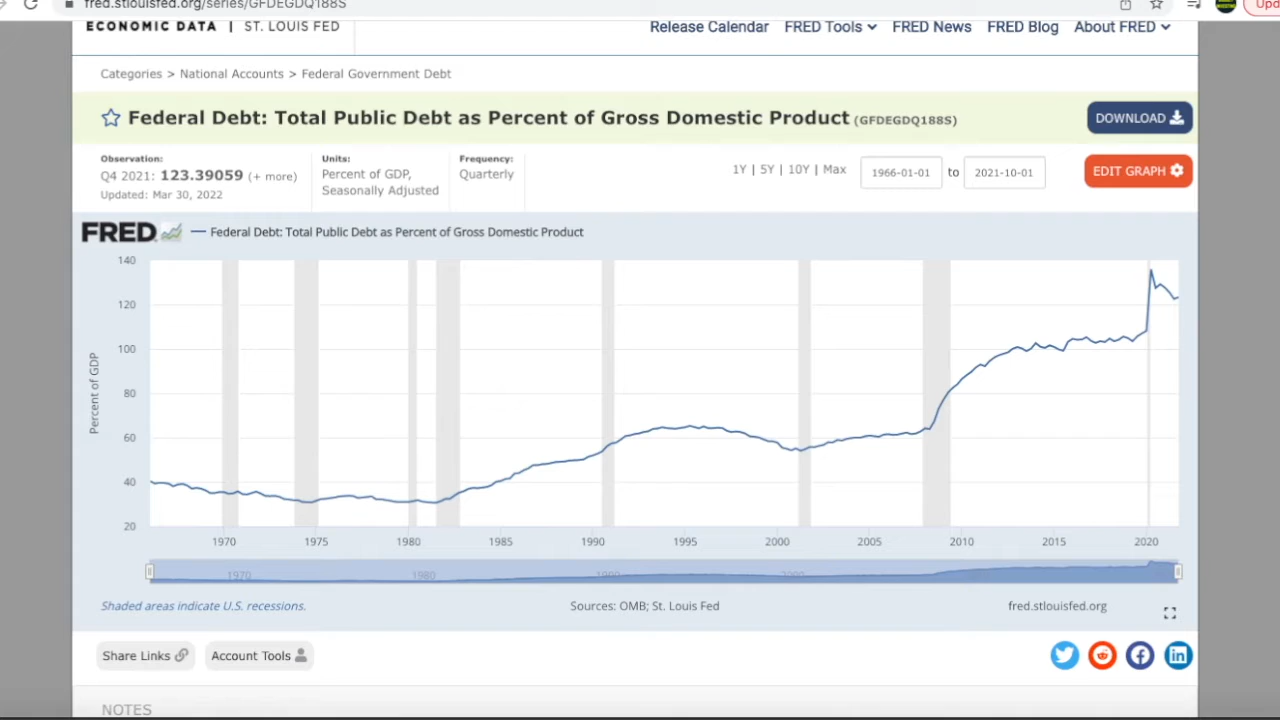 fred.stlouisfed.org/series/GFDEGDQ188S
ECONOMIC DATA | ST. LOUIS FED
Release Calendar FRED Tools FRED News FRED Blog About FRED
Categories > National Accounts > Federal Government Debt
Federal Debt: Total Public Debt as Percent of Gross Domestic Product (GFDEGDQ188S)
DOWNLOAD
Observation:
Q4 2021: 123.39059 (+ more)
Updated: Mar 30, 2022
Units:
Percent of GDP,
Seasonally Adjusted
Frequency:
Quarterly
1Y | 5Y | 10Y | Max
1966-01-01 to 2021-10-01
EDIT GRAPH
FRED
Federal Debt: Total Public Debt as Percent of Gross Domestic Product
Percent of GDP
140
120
100
80
60
40
20
1970 1975 1980 1985 1990 1995 2000 2005 2010 2015 2020
1970 1980 1990 2000
Shaded areas indicate U.S. recessions.
Sources: OMB; St. Louis Fed
fred.stlouisfed.org
Share Links
Account Tools
NOTES